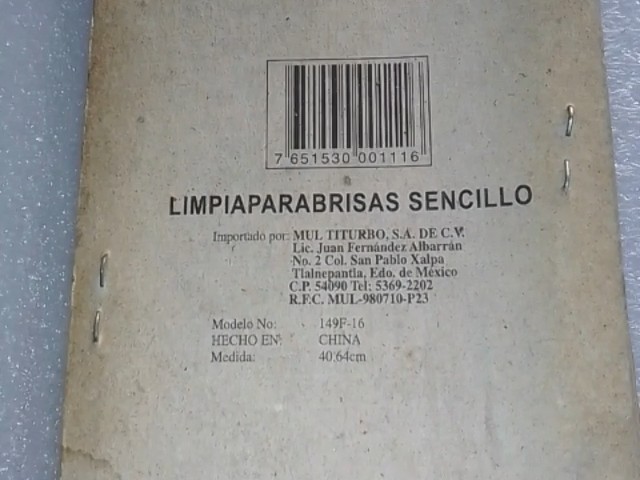 7 651530 001116
LIMPIAPARABRISAS SENCILLO
Importado por: MUL TITURBO, S.A. DE C.V.
Lic. Juan Fernández Albarrán
No. 2 Col. San Pablo Xalpa
Tlalnepantla, Edo. de México
C.P. 54090 Tel: 5369-2202
R.F.C. MUL-980710-P23
Modelo No: 149F-16
HECHO EN: CHINA
Medida: 40.64cm